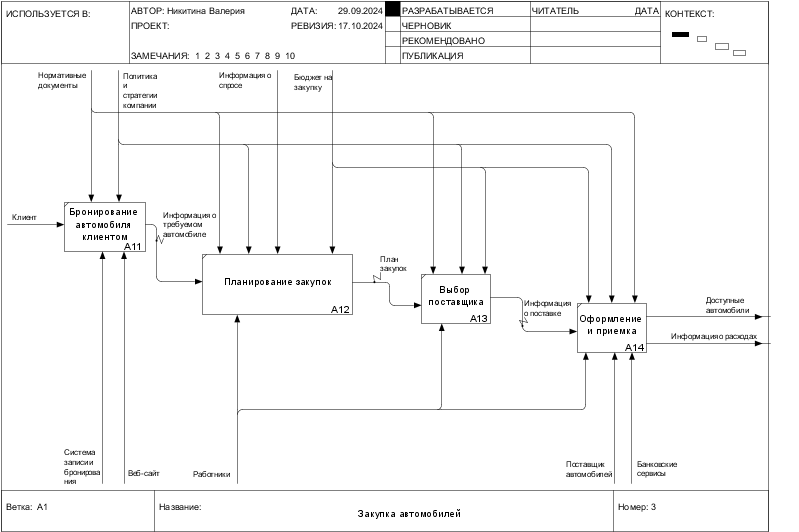 ИСПОЛЬЗУЕТСЯ В:
АВТОР: Никитина Валерия
ДАТА: 29.09.2024
РАЗРАБАТЫВАЕТСЯ
ЧИТАТЕЛЬ
ДАТА
КОНТЕКСТ:
ПРОЕКТ:
РЕВИЗИЯ: 17.10.2024
ЧЕРНОВИК
РЕКОМЕНДОВАНО
ЗАМЕЧАНИЯ: 1 2 3 4 5 6 7 8 9 10
ПУБЛИКАЦИЯ
Нормативные
документы
Политика
и
стратегии
компании
Информация о
спросе
Бюджет на
закупку
Клиент
Бронирование
автомобиля
клиентом
A11
Информация о
требуемом
автомобиле
Планирование закупок
A12
План
закупок
Выбор
поставщика
A13
Информация
о поставке
Оформление
и приемка
A14
Доступные
автомобили
Информация о расходах
Система
записи и
бронирова
ния
Веб-сайт
Работники
Поставщик
автомобилей
Банковские
сервисы
Ветка: A1
Название:
Закупка автомобилей
Номер: 3